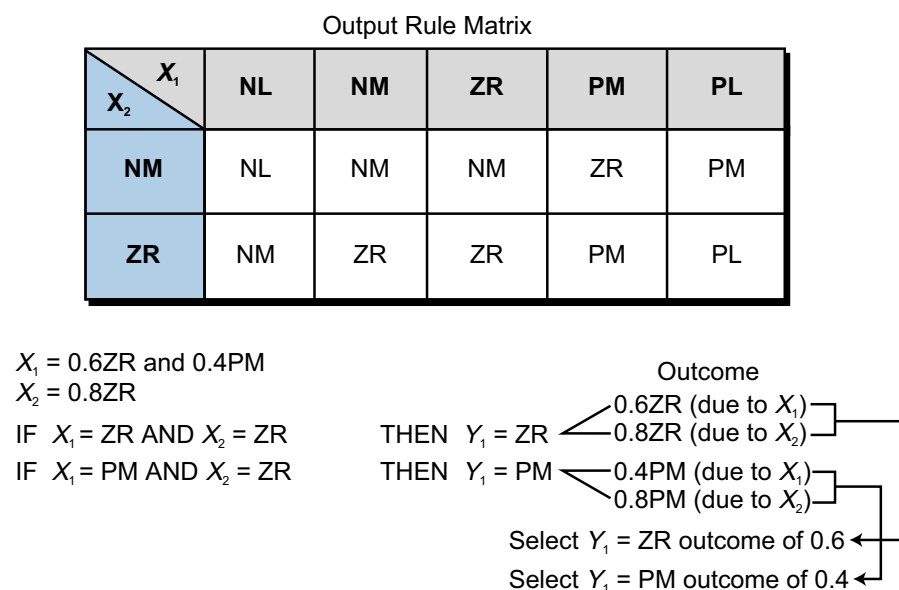 Output Rule Matrix
X₁ X₂ NL NM ZR PM PL
NM NL NM NM ZR PM
ZR NM ZR ZR PM PL
X₁ = 0.6ZR and 0.4PM
X₂ = 0.8ZR
Outcome
0.6ZR (due to X₁)
IF X₁ = ZR AND X₂ = ZR THEN Y₁ = ZR 0.8ZR (due to X₂)
IF X₁ = PM AND X₂ = ZR THEN Y₁ = PM 0.4PM (due to X₁)
0.8PM (due to X₂)
Select Y₁ = ZR outcome of 0.6
Select Y₁ = PM outcome of 0.4